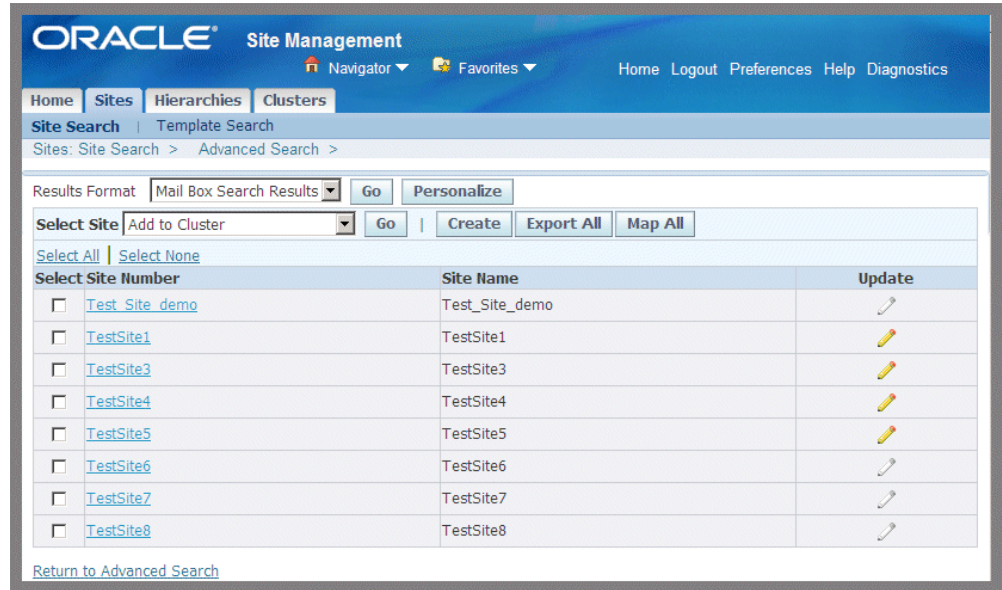 ORACLE® Site Management
Navigator Favorites Home Logout Preferences Help Diagnostics
Home Sites Hierarchies Clusters
Site Search | Template Search
Sites: Site Search > Advanced Search >
Results Format Mail Box Search Results Go Personalize
Select Site Add to Cluster Go | Create Export All Map All
Select All | Select None
Select Site Number Site Name Update
Test_Site_demo Test_Site_demo
TestSite1 TestSite1
TestSite3 TestSite3
TestSite4 TestSite4
TestSite5 TestSite5
TestSite6 TestSite6
TestSite7 TestSite7
TestSite8 TestSite8
Return to Advanced Search